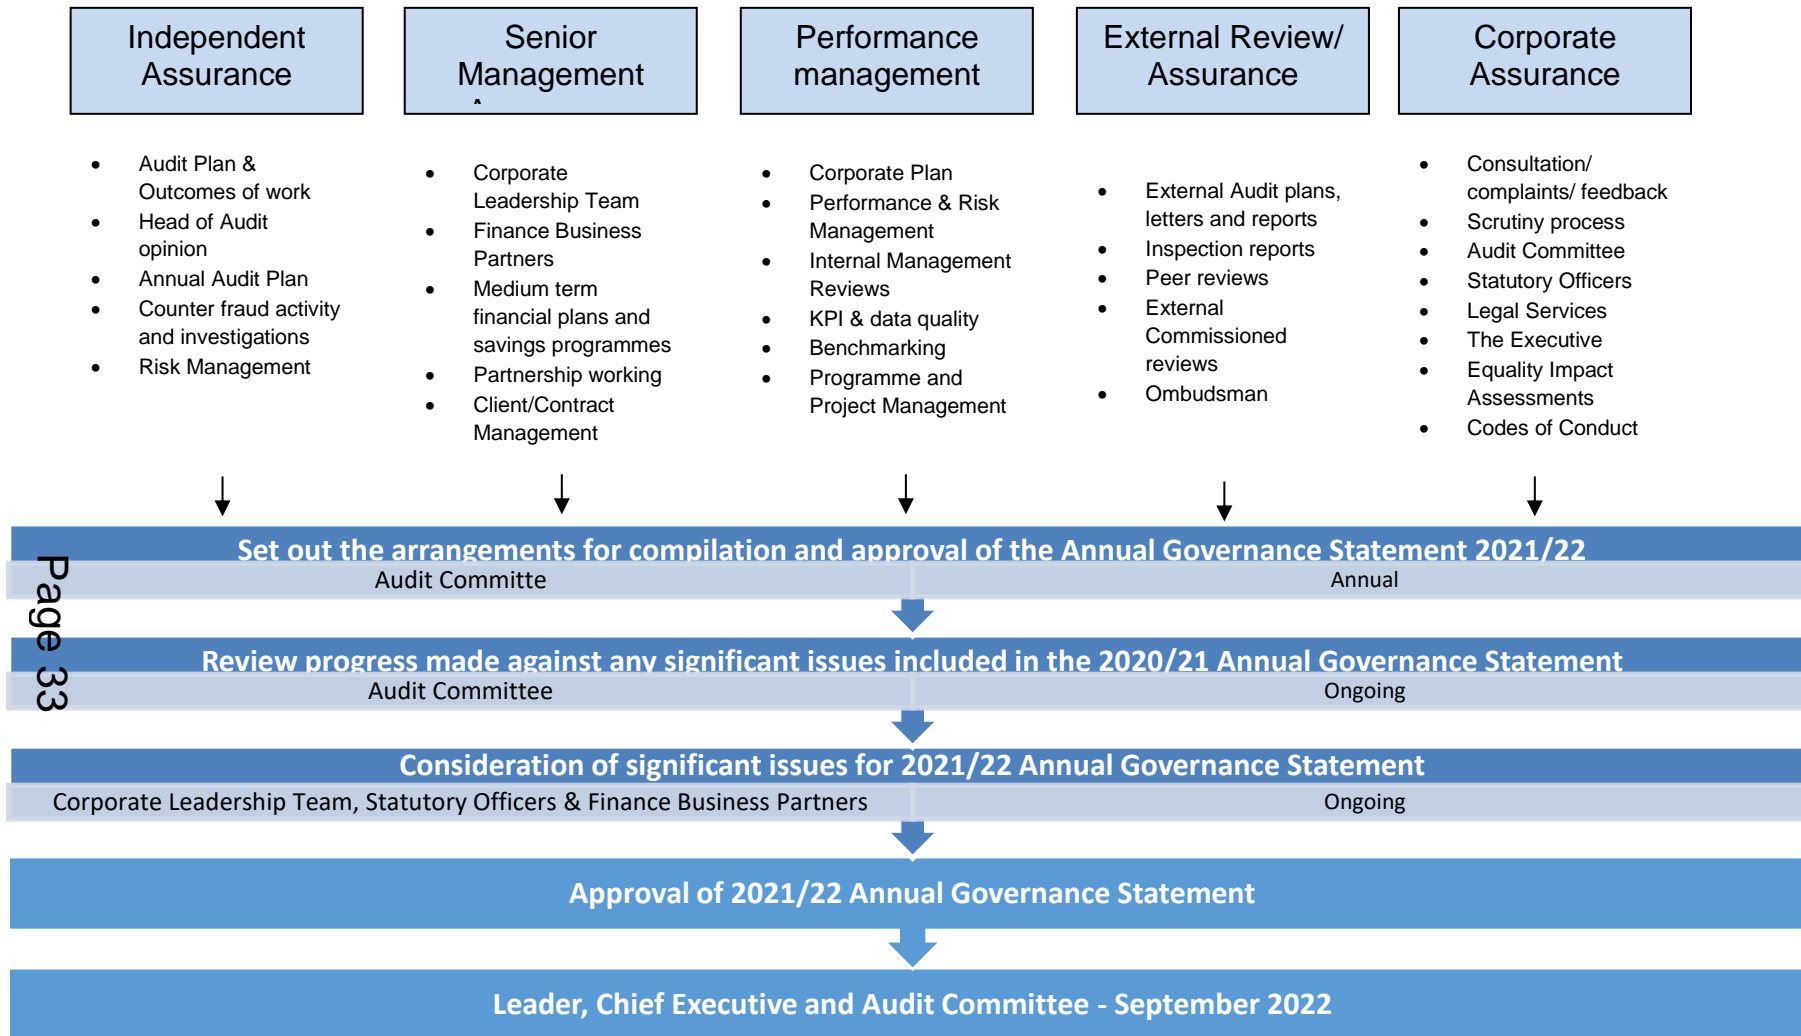 Independent
Assurance
Senior
Management
Performance
management
External Review/
Assurance
Corporate
Assurance
• Audit Plan &
Outcomes of work
• Head of Audit
opinion
• Annual Audit Plan
• Counter fraud activity
and investigations
• Risk Management
• Corporate
Leadership Team
• Finance Business
Partners
• Medium term
financial plans and
savings programmes
• Partnership working
• Client/Contract
Management
• Corporate Plan
• Performance & Risk
Management
• Internal Management
Reviews
• KPI & data quality
• Benchmarking
• Programme and
Project Management
• External Audit plans,
letters and reports
• Inspection reports
• Peer reviews
• External
Commissioned
reviews
• Ombudsman
• Consultation/
complaints/ feedback
• Scrutiny process
• Audit Committee
• Statutory Officers
• Legal Services
• The Executive
• Equality Impact
Assessments
• Codes of Conduct
Set out the arrangements for compilation and approval of the Annual Governance Statement 2021/22
Audit Committe
Annual
Review progress made against any significant issues included in the 2020/21 Annual Governance Statement
Audit Committee
Ongoing
Consideration of significant issues for 2021/22 Annual Governance Statement
Corporate Leadership Team, Statutory Officers & Finance Business Partners
Ongoing
Approval of 2021/22 Annual Governance Statement
Leader, Chief Executive and Audit Committee - September 2022
Page 33